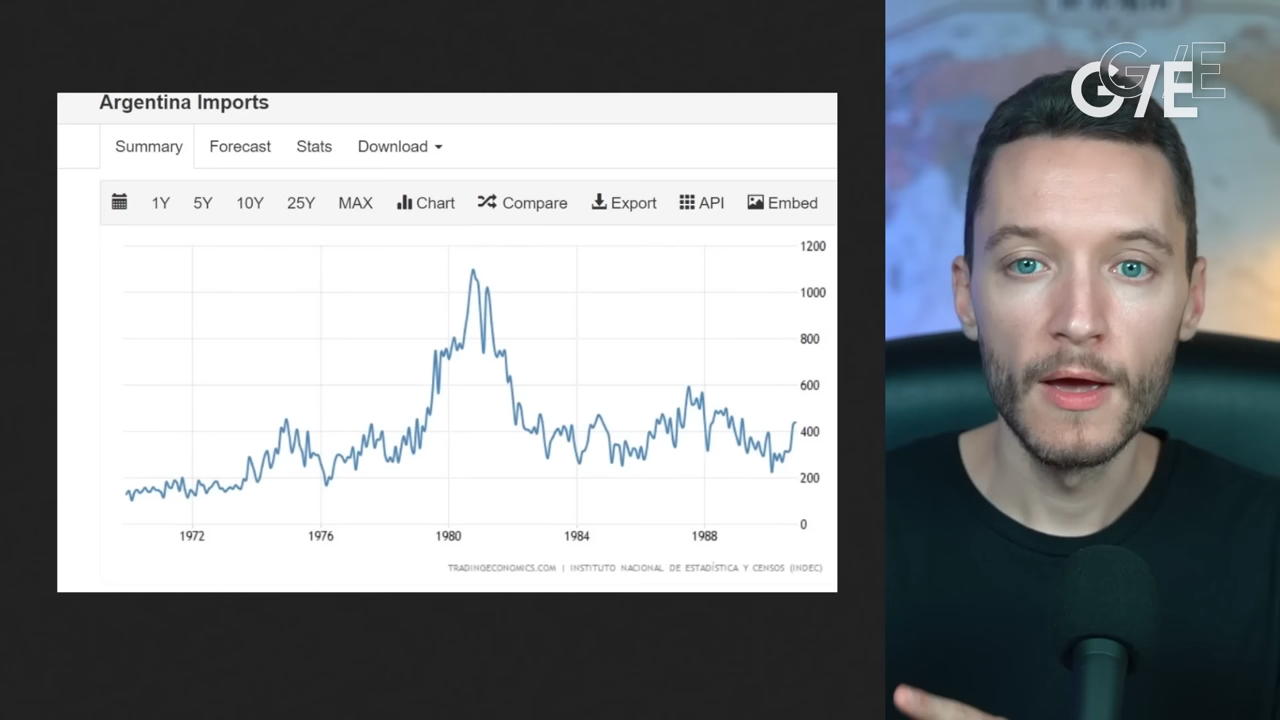 Argentina Imports
Summary Forecast Stats Download
1Y 5Y 10Y 25Y MAX Chart Compare Export API Embed
1200
1000
800
600
400
200
0
1972 1976 1980 1984 1988
TRADINGECONOMICS.COM | INSTITUTO NACIONAL DE ESTADÍSTICA Y CENSOS (INDEC)
G/E
G/E